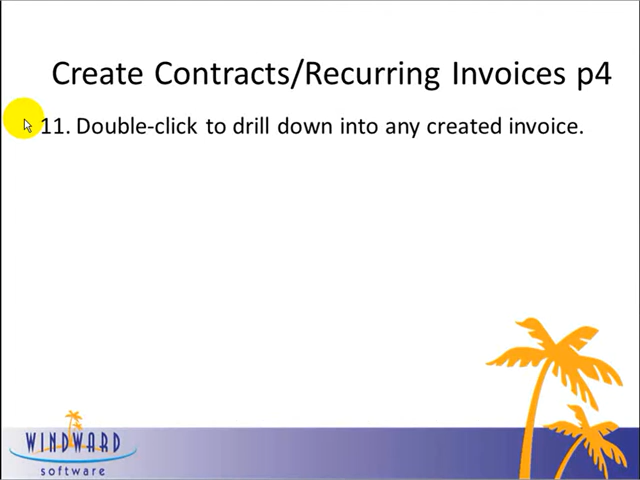 Create Contracts/Recurring Invoices p4
11. Double-click to drill down into any created invoice.
WINDWARD
software